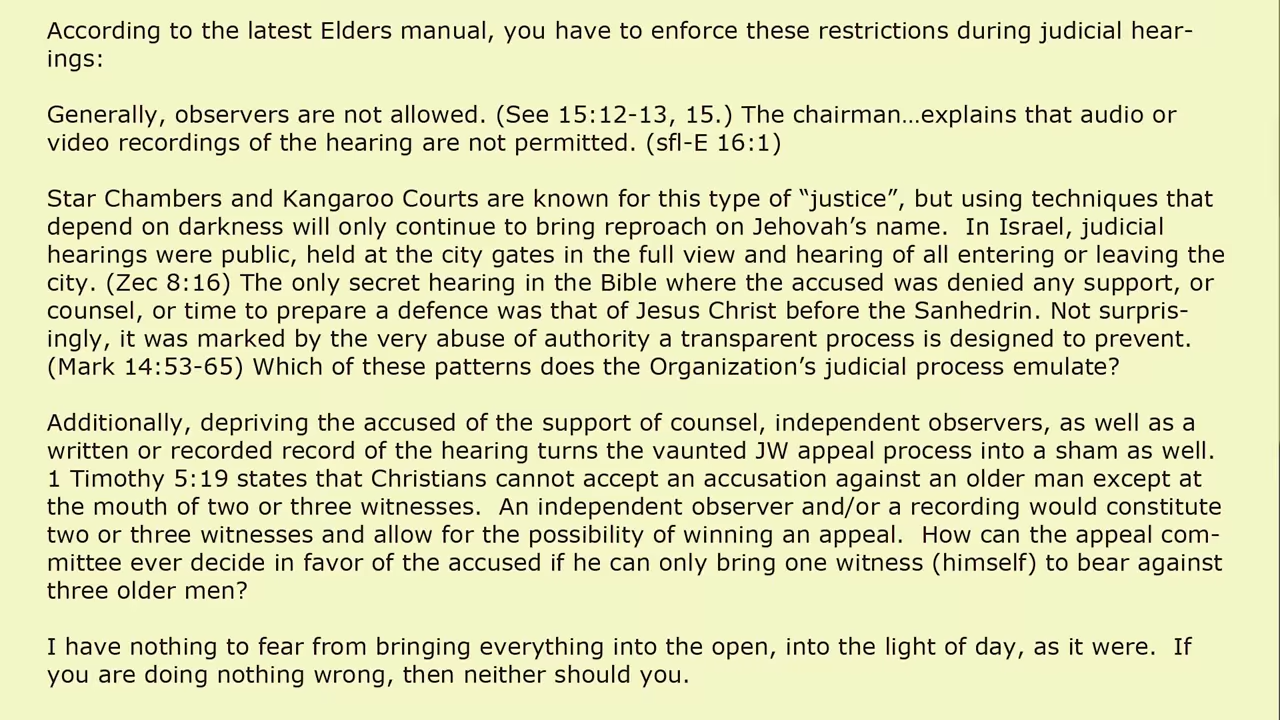 According to the latest Elders manual, you have to enforce these restrictions during judicial hear-
ings:
Generally, observers are not allowed. (See 15:12-13, 15.) The chairman…explains that audio or
video recordings of the hearing are not permitted. (sfl-E 16:1)
Star Chambers and Kangaroo Courts are known for this type of “justice”, but using techniques that
depend on darkness will only continue to bring reproach on Jehovah’s name.  In Israel, judicial
hearings were public, held at the city gates in the full view and hearing of all entering or leaving the
city. (Zec 8:16) The only secret hearing in the Bible where the accused was denied any support, or
counsel, or time to prepare a defence was that of Jesus Christ before the Sanhedrin. Not surpris-
ingly, it was marked by the very abuse of authority a transparent process is designed to prevent.
(Mark 14:53-65) Which of these patterns does the Organization’s judicial process emulate?
Additionally, depriving the accused of the support of counsel, independent observers, as well as a
written or recorded record of the hearing turns the vaunted JW appeal process into a sham as well.
1 Timothy 5:19 states that Christians cannot accept an accusation against an older man except at
the mouth of two or three witnesses.  An independent observer and/or a recording would constitute
two or three witnesses and allow for the possibility of winning an appeal.  How can the appeal com-
mittee ever decide in favor of the accused if he can only bring one witness (himself) to bear against
three older men?
I have nothing to fear from bringing everything into the open, into the light of day, as it were.  If
you are doing nothing wrong, then neither should you.